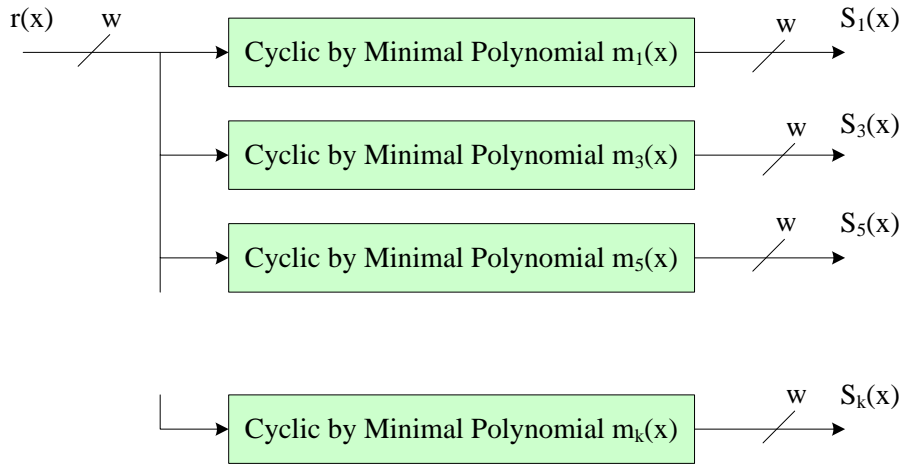 r(x) w Cyclic by Minimal Polynomial m₁(x) w S₁(x)
Cyclic by Minimal Polynomial m₃(x) w S₃(x)
Cyclic by Minimal Polynomial m₅(x) w S₅(x)
Cyclic by Minimal Polynomial mₖ(x) w Sₖ(x)